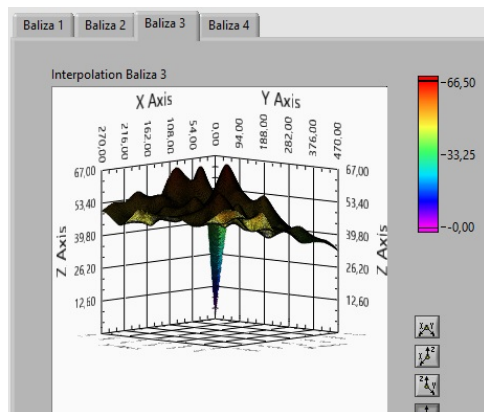 Baliza 1 Baliza 2 Baliza 3 Baliza 4
Interpolation Baliza 3
X Axis Y Axis
270,00 216,00 162,00 108,00 54,00 0,00 94,00 188,00 282,00 376,00 470,00
67,00 67,00
53,40 53,40
39,80 39,80
26,20 26,20
12,60 12,60
Z Axis Z Axis
66,50
33,25
-0,00
X Y
X Z
Z Y